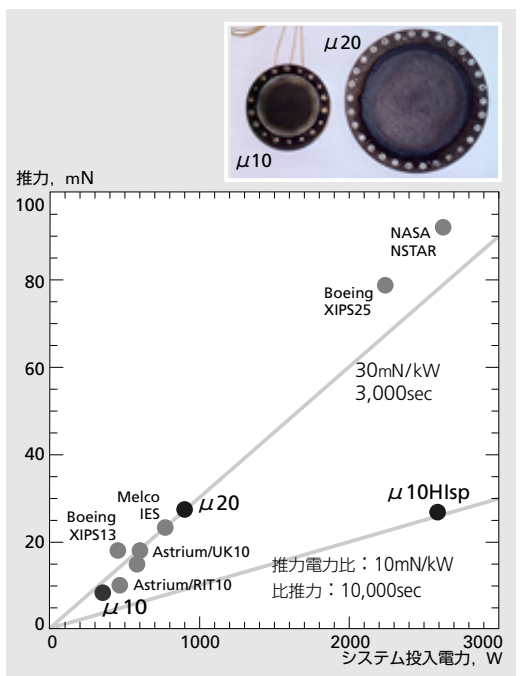 μ20
μ10
推力, mN
100
80
60
40
20
0
NASA
NSTAR
Boeing
XIPS25
30mN/kW
3,000sec
Melco
IES
μ20
μ10HIsp
Boeing
XIPS13
Astrium/UK10
推力電力比：10mN/kW
比推力：10,000sec
Astrium/RIT10
μ10
0
1000
2000
3000
システム投入電力, W